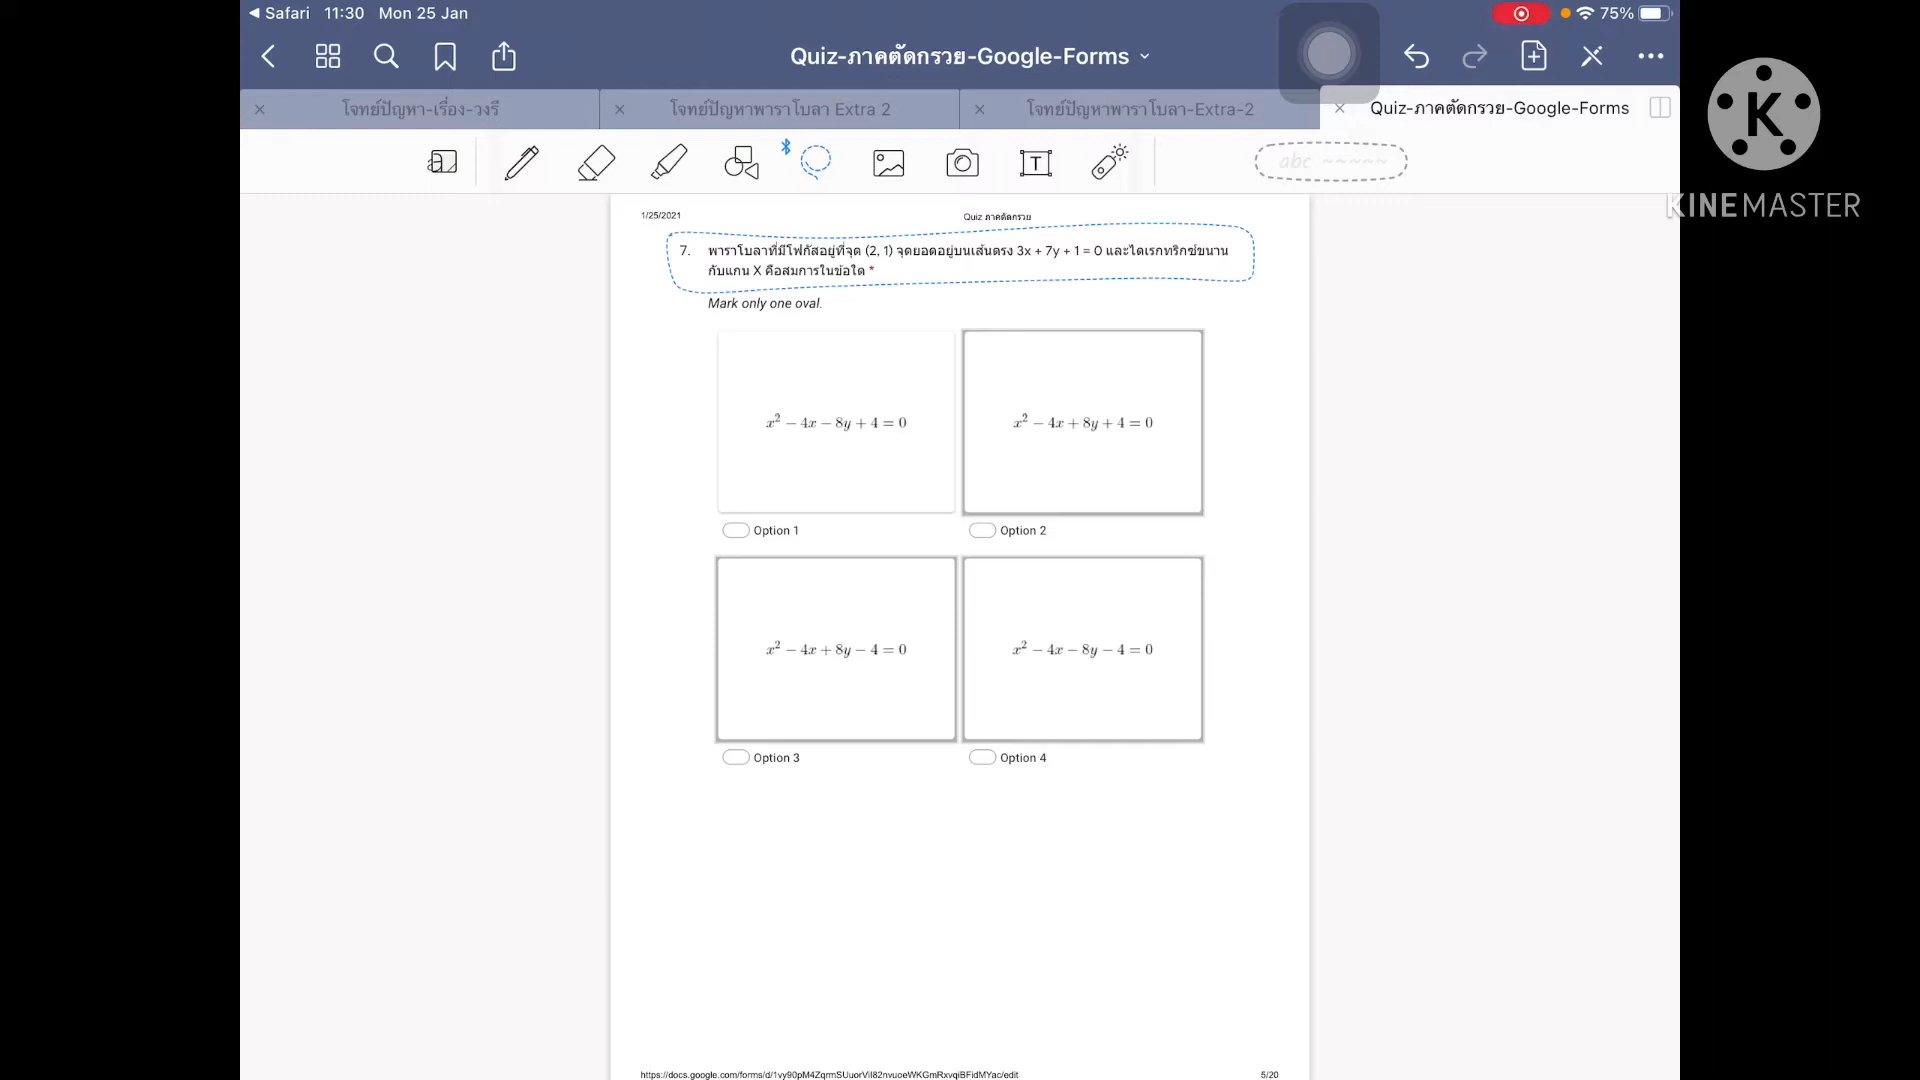 Safari 11:30 Mon 25 Jan 75%
Quiz-ภาคตัดกรวย-Google-Forms
โจทย์ปัญหา-เรื่อง-วงรี
โจทย์ปัญหาพาราโบลา Extra 2
โจทย์ปัญหาพาราโบลา-Extra-2
Quiz-ภาคตัดกรวย-Google-Forms
K
KINEMASTER
a
T
abc
1/25/2021
Quiz ภาคตัดกรวย
7. พาราโบลาที่มีโฟกัสอยู่ที่จุด (2, 1) จุดยอดอยู่บนเส้นตรง 3x + 7y + 1 = 0 และไดเรกทริกซ์ขนาน
กับแกน X คือสมการในข้อใด *
Mark only one oval.
x² − 4x − 8y + 4 = 0
x² − 4x + 8y + 4 = 0
Option 1
Option 2
x² − 4x + 8y − 4 = 0
x² − 4x − 8y − 4 = 0
Option 3
Option 4
5/20